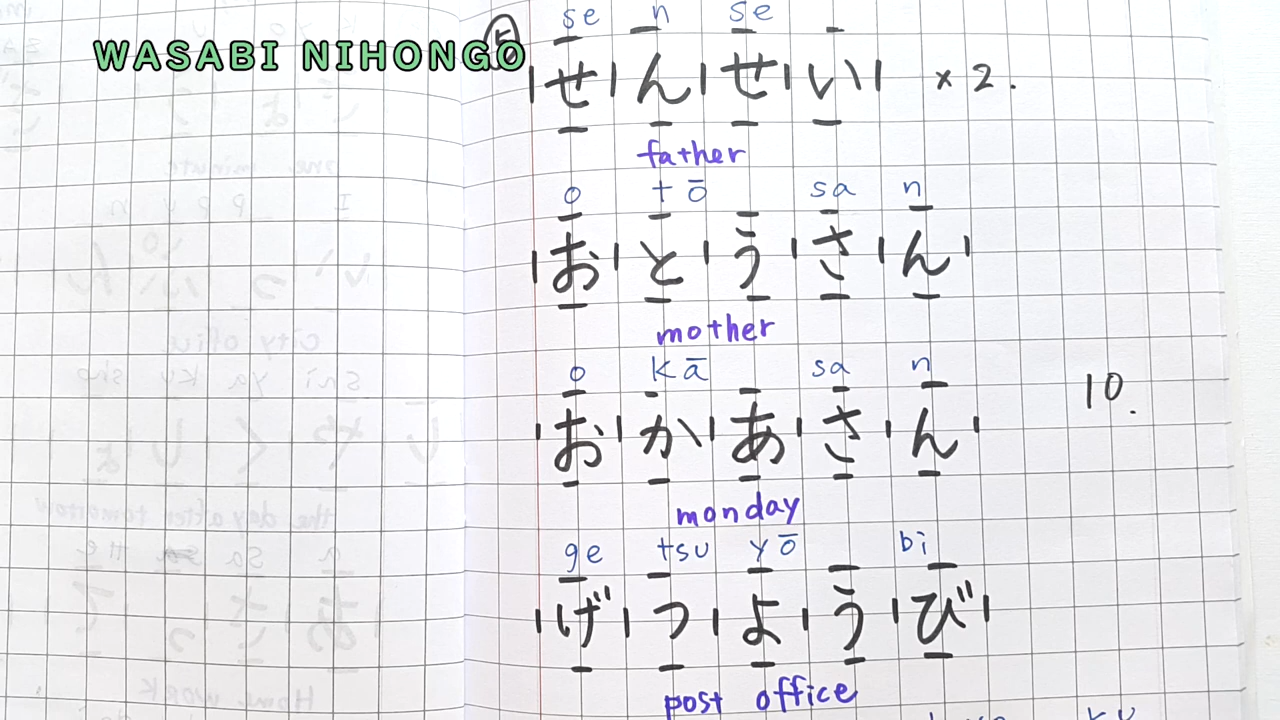 WASABI NIHONGO
se n se
せんせい × 2.
father
o tō sa n
おとうさん
mother
o kā sa n
おかあさん
10.
monday
ge tsu yō bi
げつようび
post office